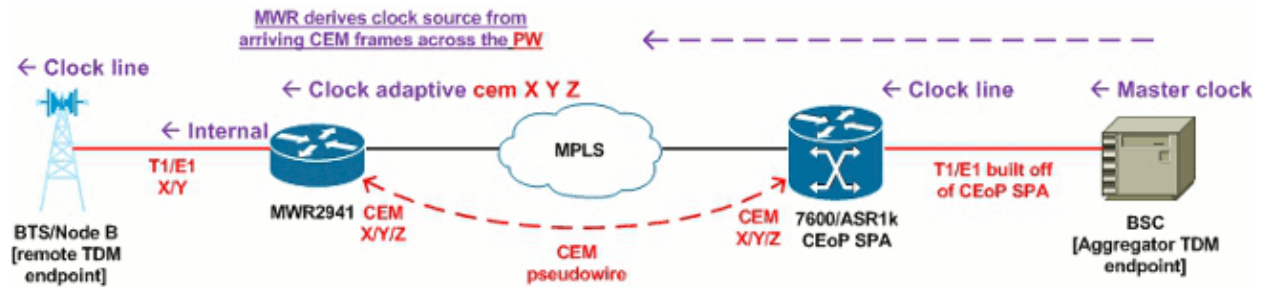 MWR derives clock source from
arriving CEM frames across the PW
← Clock line
← Clock adaptive cem X Y Z
← Clock line
← Master clock
← Internal
MPLS
T1/E1
X/Y
T1/E1 built off
of CEoP SPA
MWR2941
CEM
X/Y/Z
CEM
X/Y/Z
7600/ASR1k
CEoP SPA
BTS/Node B
[remote TDM
endpoint]
CEM
pseudowire
BSC
[Aggregator TDM
endpoint]